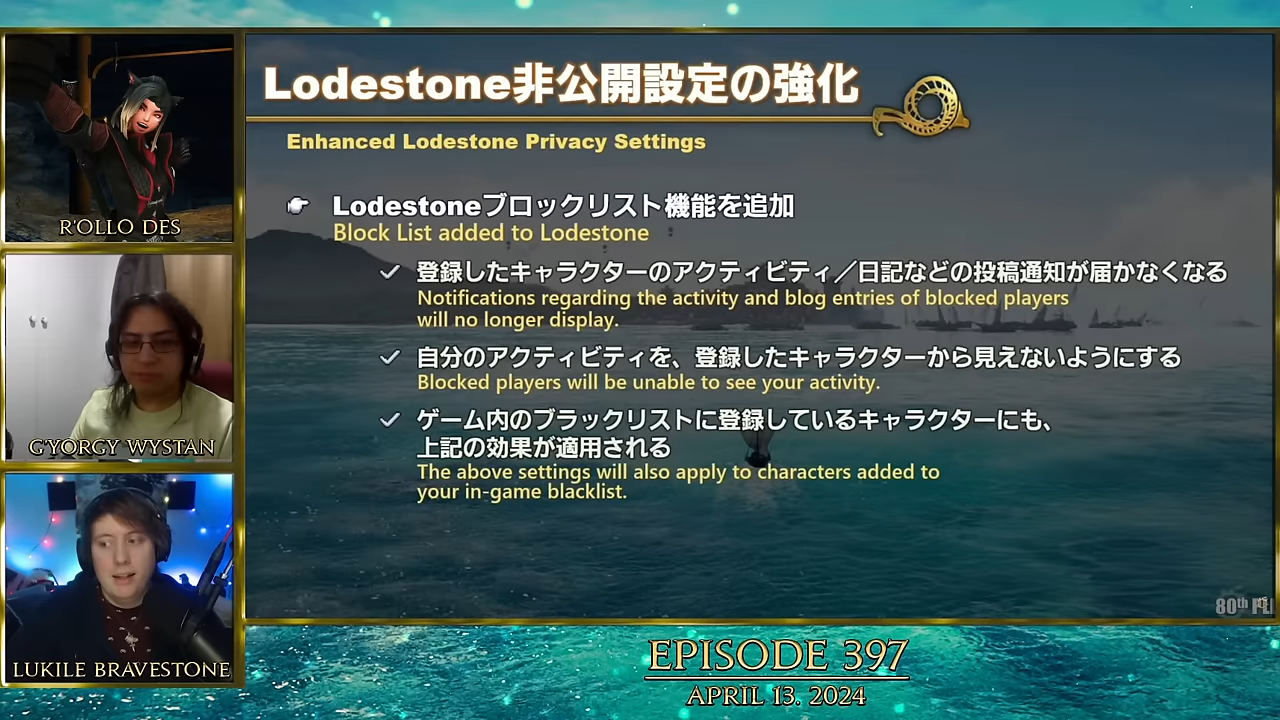 Lodestone非公開設定の強化
Enhanced Lodestone Privacy Settings
Lodestoneブロックリスト機能を追加
Block List added to Lodestone
登録したキャラクターのアクティビティ／日記などの投稿通知が届かなくなる
Notifications regarding the activity and blog entries of blocked players
will no longer display.
自分のアクティビティを、登録したキャラクターから見えないようにする
Blocked players will be unable to see your activity.
ゲーム内のブラックリストに登録しているキャラクターにも、
上記の効果が適用される
The above settings will also apply to characters added to
your in-game blacklist.
80th
R'OLLO DES
G'YORGY WYSTAN
LUKILE BRAVESTONE
EPISODE 397
APRIL 13. 2024